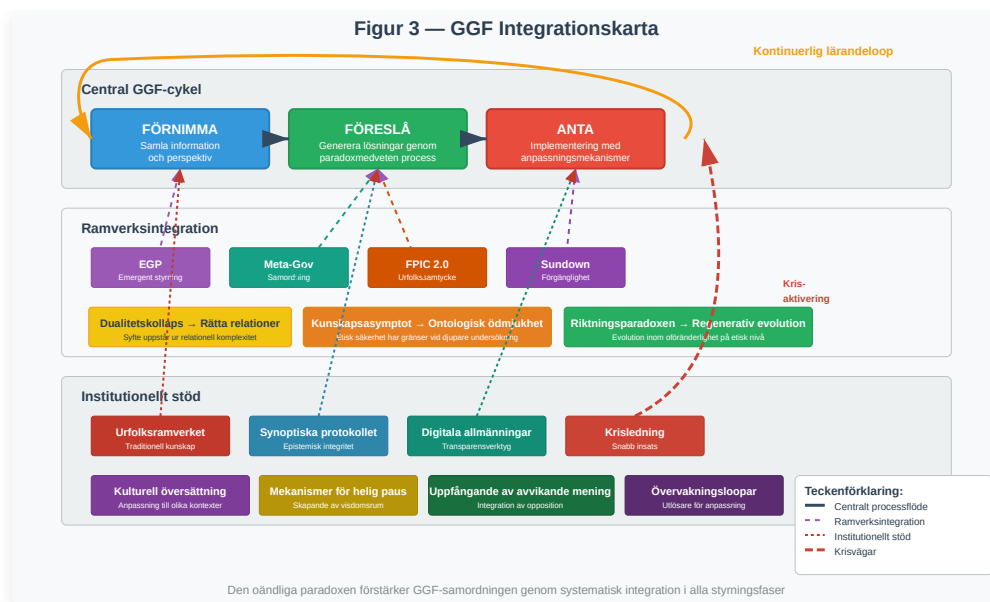 Figur 3 — GGF Integrationskarta
Kontinuerlig lärandeloop
Central GGF-cykel
FÖRNIMMA
Samla information
och perspektiv
FÖRESLÅ
Generera lösningar genom
paradoxmedveten process
ANTA
Implementering med
anpassningsmekanismer
Ramverksintegration
EGP
Emergent styrning
Meta-Gov
Samordning
FPIC 2.0
Urfolkssamtycke
Sundown
Förgänglighet
Kris-
aktivering
Dualitetskollaps → Rätta relationer
Syfte uppstår ur relationell komplexitet
Kunskapsasymptot → Ontologisk ödmjukhet
Etisk säkerhet har gränser vid djupare undersökning
Riktningsparadoxen → Regenerativ evolution
Evolution inom oföränderlighet på etisk nivå
Institutionellt stöd
Urfolksramverket
Traditionell kunskap
Synoptiska protokollet
Epistemisk integritet
Digitala allmänningar
Transparensverktyg
Krisledning
Snabb insats
Kulturell översättning
Anpassning till olika kontexter
Mekanismer för helig paus
Skapande av visdomsrum
Uppfångande av avvikande mening
Integration av opposition
Övervakningsloopar
Utlösare för anpassning
Teckenförklaring:
Centralt processflöde
Ramverksintegration
Institutionellt stöd
Krisvägar
Den oändliga paradoxen förstärker GGF-samordningen genom systematisk integration i alla styrningsfaser